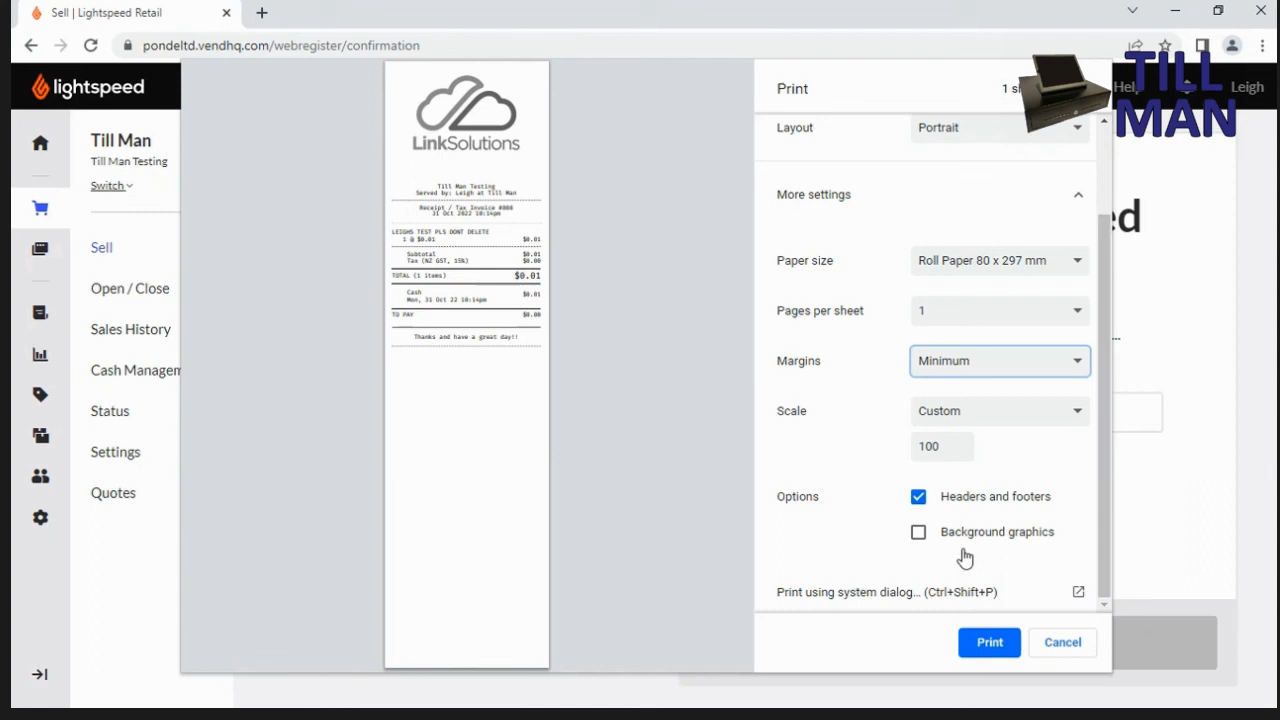 Sell | Lightspeed Retail
pondeltd.vendhq.com/webregister/confirmation
lightspeed
Help
Leigh
TILL
MAN
Till Man
Till Man Testing
Switch
Sell
Open / Close
Sales History
Cash Managem
Status
Settings
Quotes
LinkSolutions
Till Man Testing
Served by: Leigh at Till Man
Receipt / Tax Invoice #808
31 Oct 2022 10:14pm
LEIGHS TEST PLS DONT DELETE
1 @ $0.01 $0.01
Subtotal $0.01
Tax (NZ GST, 15%) $0.00
TOTAL (1 items) $0.01
Cash $0.01
Mon, 31 Oct 22 10:14pm
TO PAY $0.00
Thanks and have a great day!!
Print 1
Layout Portrait
More settings
Paper size Roll Paper 80 x 297 mm
Pages per sheet 1
Margins Minimum
Scale Custom
100
Options Headers and footers
Background graphics
Print using system dialog... (Ctrl+Shift+P)
Print Cancel
ed
...